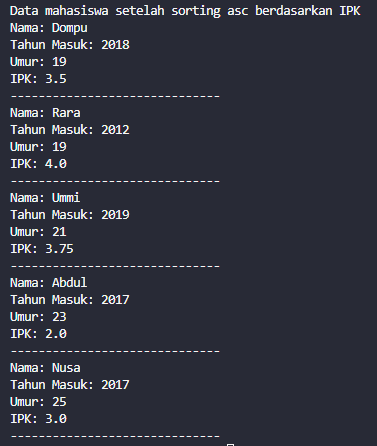 Data mahasiswa setelah sorting asc berdasarkan IPK
Nama: Dompu
Tahun Masuk: 2018
Umur: 19
IPK: 3.5
------------------------------
Nama: Rara
Tahun Masuk: 2012
Umur: 19
IPK: 4.0
------------------------------
Nama: Ummi
Tahun Masuk: 2019
Umur: 21
IPK: 3.75
------------------------------
Nama: Abdul
Tahun Masuk: 2017
Umur: 23
IPK: 2.0
------------------------------
Nama: Nusa
Tahun Masuk: 2017
Umur: 25
IPK: 3.0
------------------------------